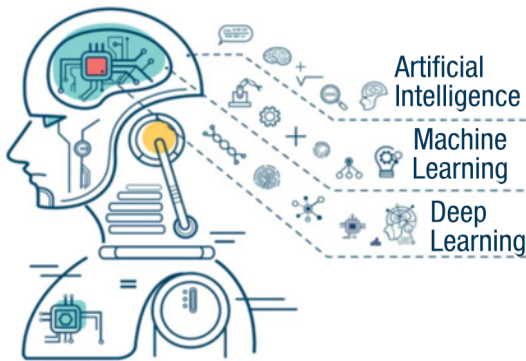 Artificial
Intelligence
Machine
Learning
Deep
Learning